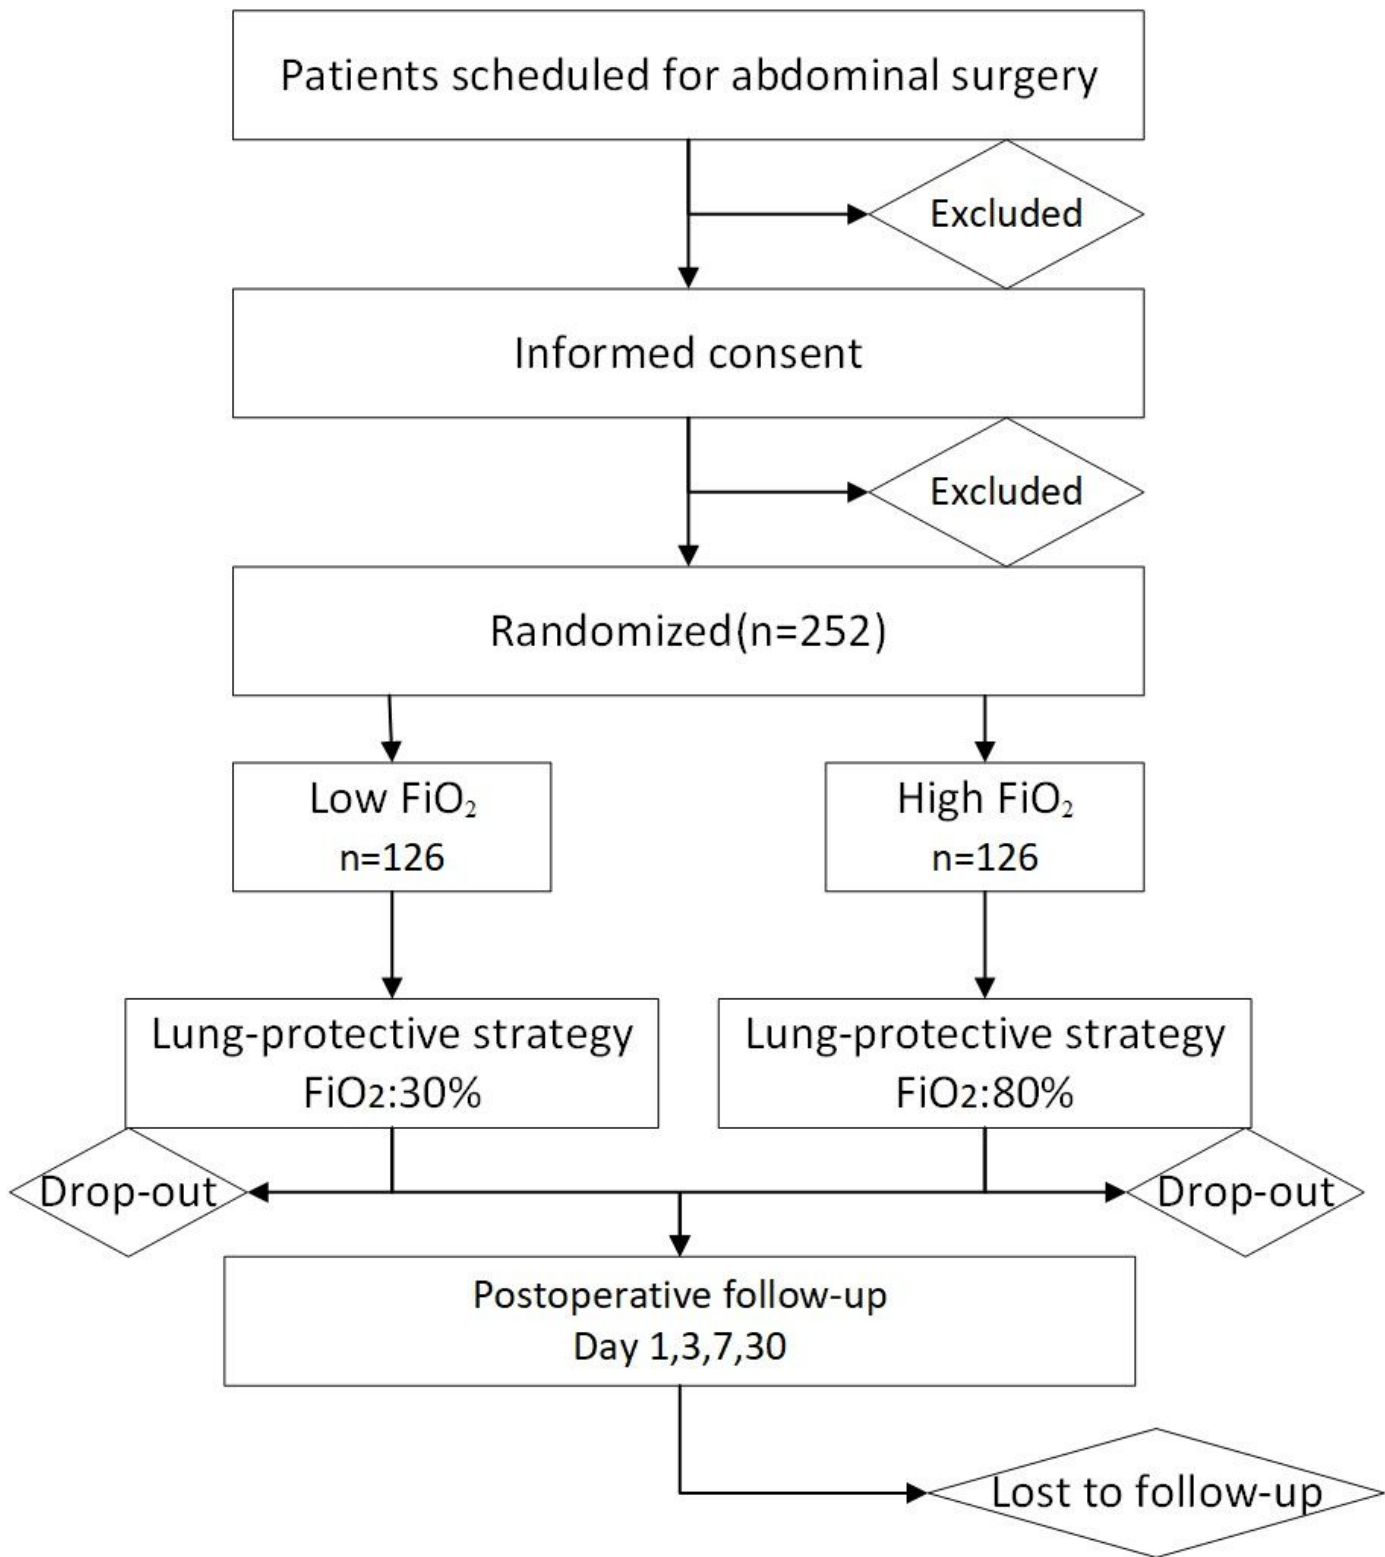 Patients scheduled for abdominal surgery
Excluded
Informed consent
Excluded
Randomized(n=252)
Low FiO₂
n=126
High FiO₂
n=126
Lung-protective strategy
FiO2:30%
Lung-protective strategy
FiO2:80%
Drop-out
Drop-out
Postoperative follow-up
Day 1,3,7,30
Lost to follow-up